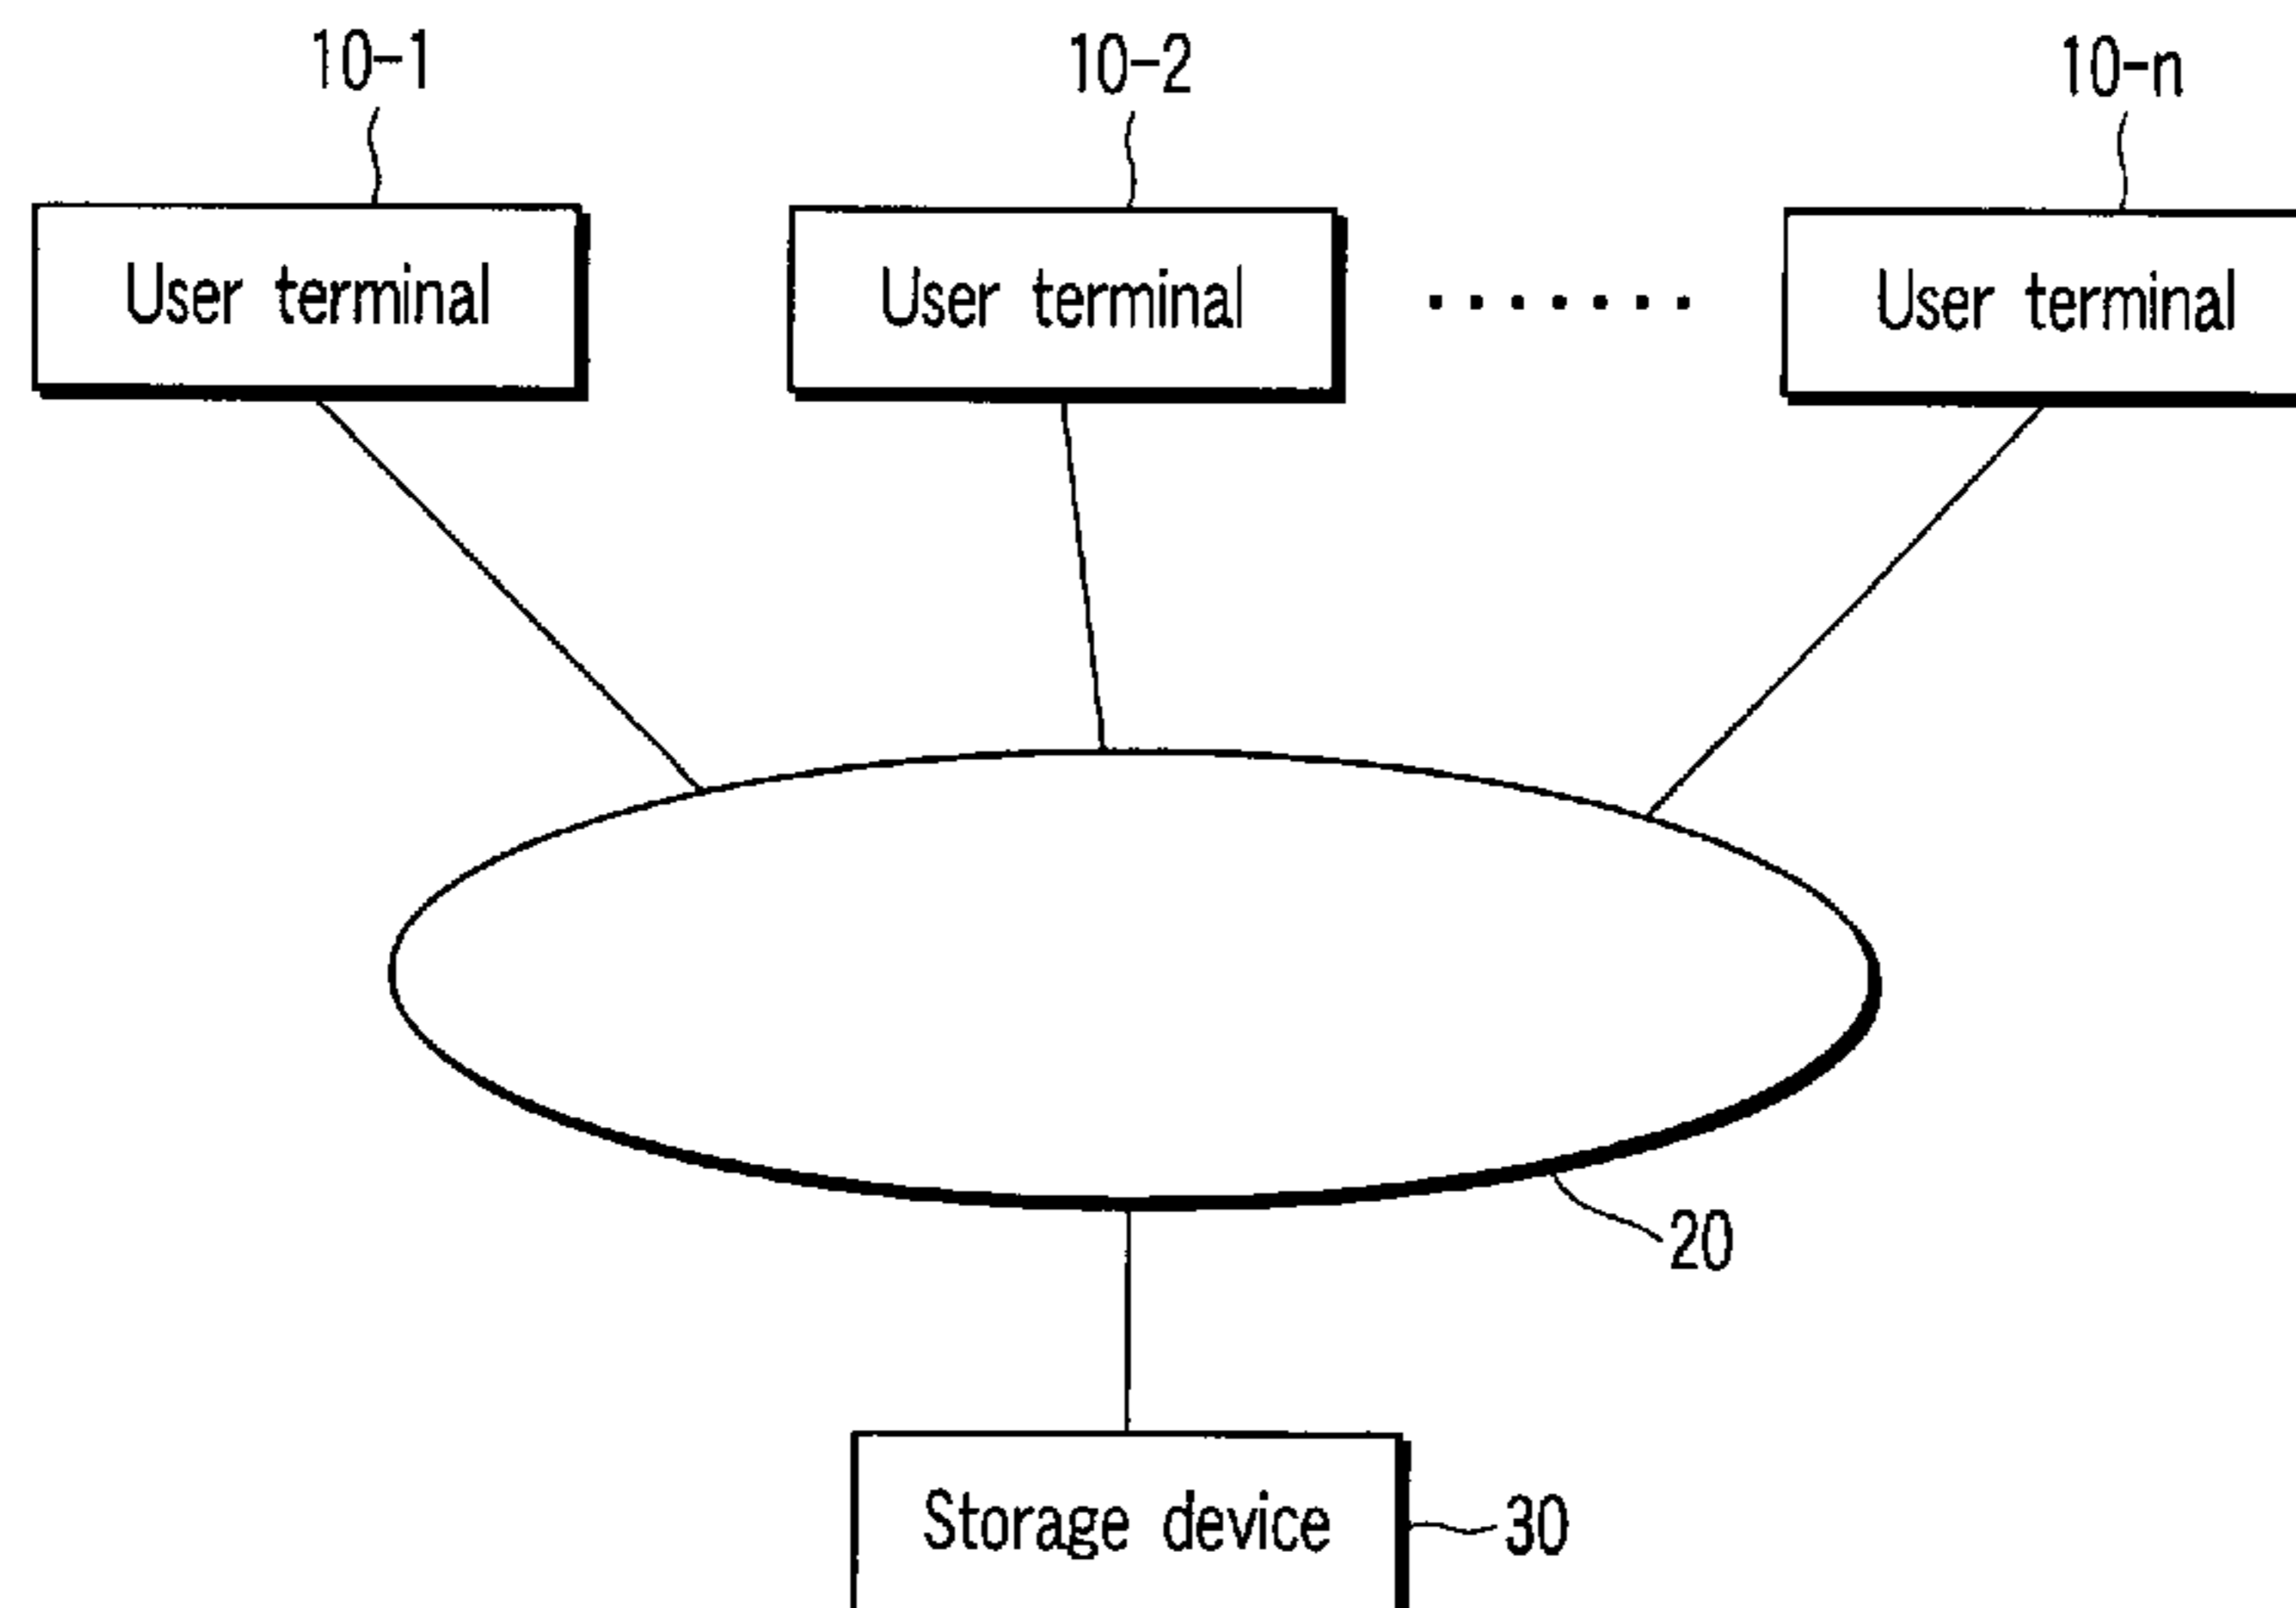 10-1
10-2
10-n
User terminal
User terminal
.......
User terminal
20
Storage device
30